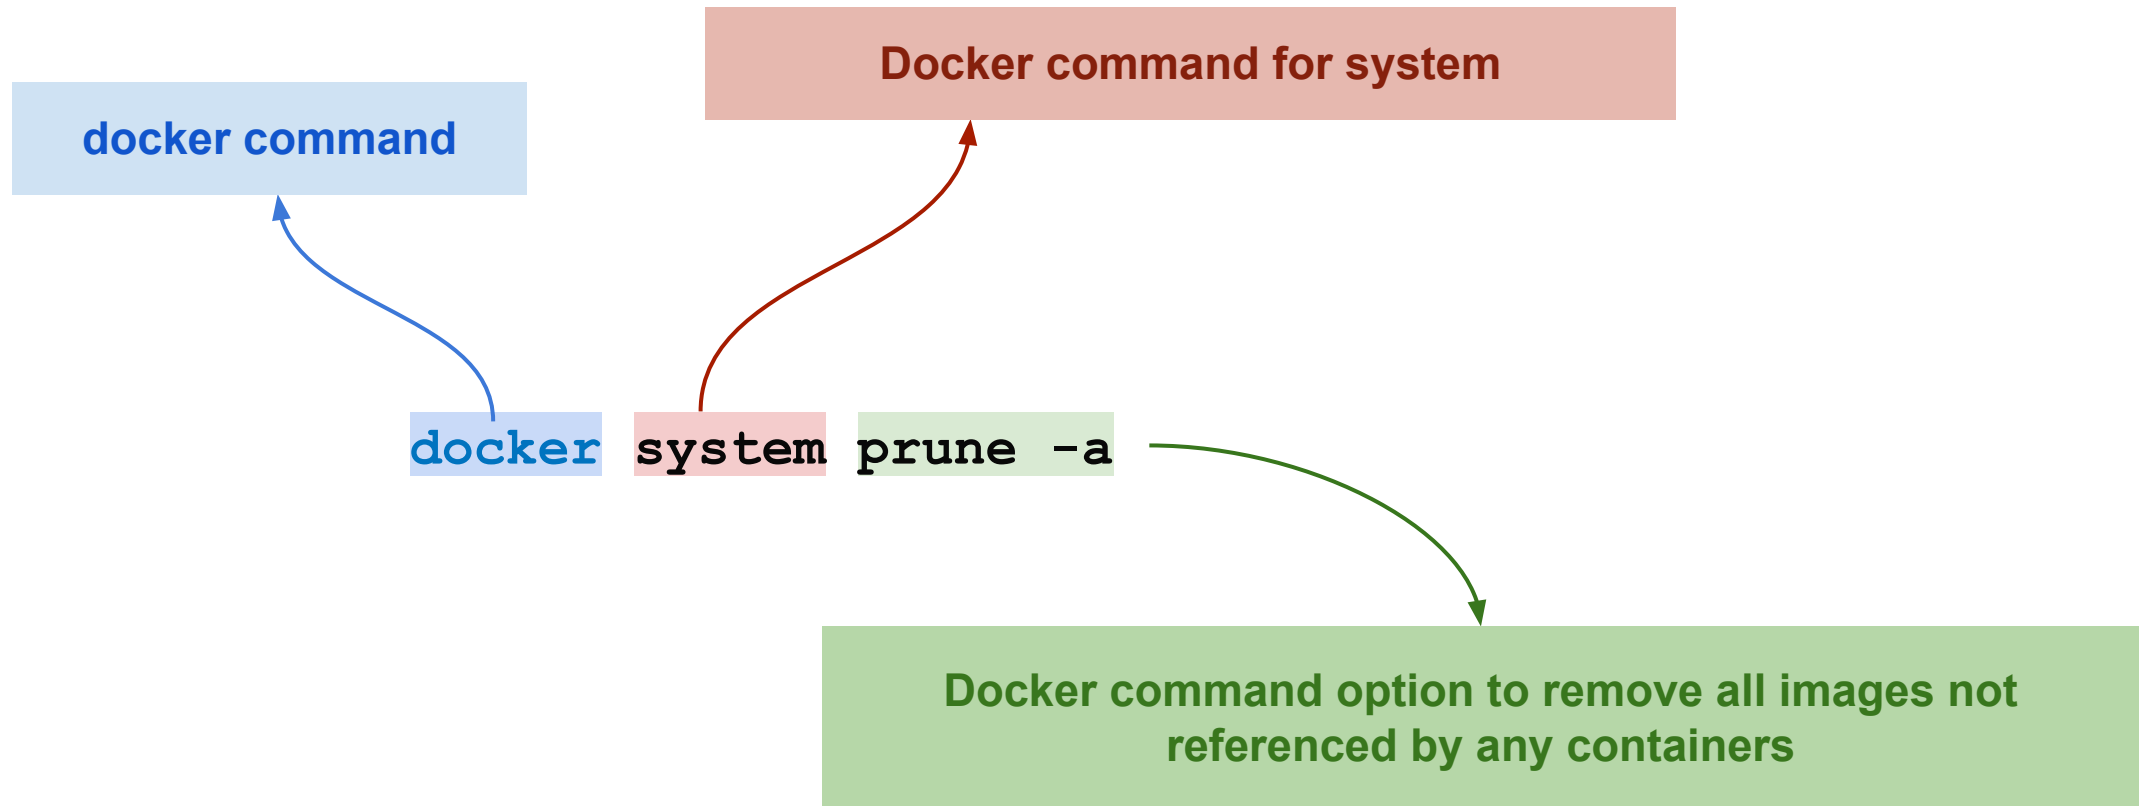 Docker command for system
docker command
docker system prune -a
Docker command option to remove all images not
referenced by any containers